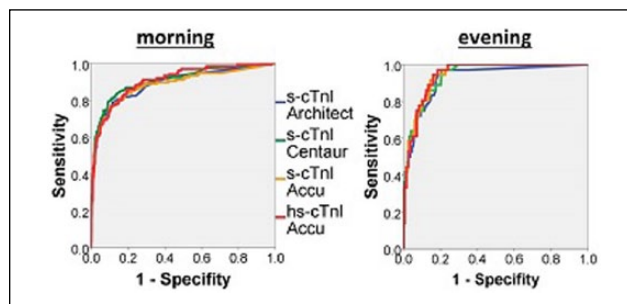 morning
evening
1.0
0.8
0.6
0.4
0.2
0.0
Sensitivity
0.0 0.2 0.4 0.6 0.8 1.0
1 - Specifity
s-cTnI
Architect
s-cTnI
Centaur
s-cTnI
Accu
hs-cTnI
Accu
1.0
0.8
0.6
0.4
0.2
0.0
Sensitivity
0.0 0.2 0.4 0.6 0.8 1.0
1 - Specifity